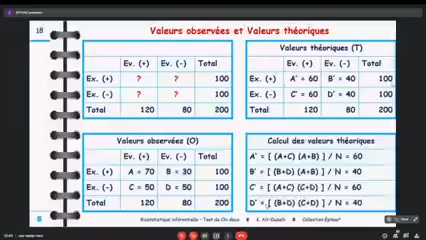 18
Valeurs observées et Valeurs théoriques
Ev. (+) Ev. (-) Total
Ex. (+) ? ? 100
Ex. (-) ? ? 100
Total 120 80 200
Valeurs théoriques (T)
Ev. (+) Ev. (-) Total
Ex. (+) A' = 60 B' = 40 100
Ex. (-) C' = 60 D' = 40 100
Total 120 80 200
Valeurs observées (O)
Ev. (+) Ev. (-) Total
Ex. (+) A = 70 B = 30 100
Ex. (-) C = 50 D = 50 100
Total 120 80 200
Calcul des valeurs théoriques
A' = [ (A+C) (A+B) ] / N = 60
B' = [ (B+D) (A+B) ] / N = 40
C' = [ (A+C) (C+D) ] / N = 60
D' = [ (B+D) (C+D) ] / N = 40
Biostatistique inférentielle - Test de Chi deux